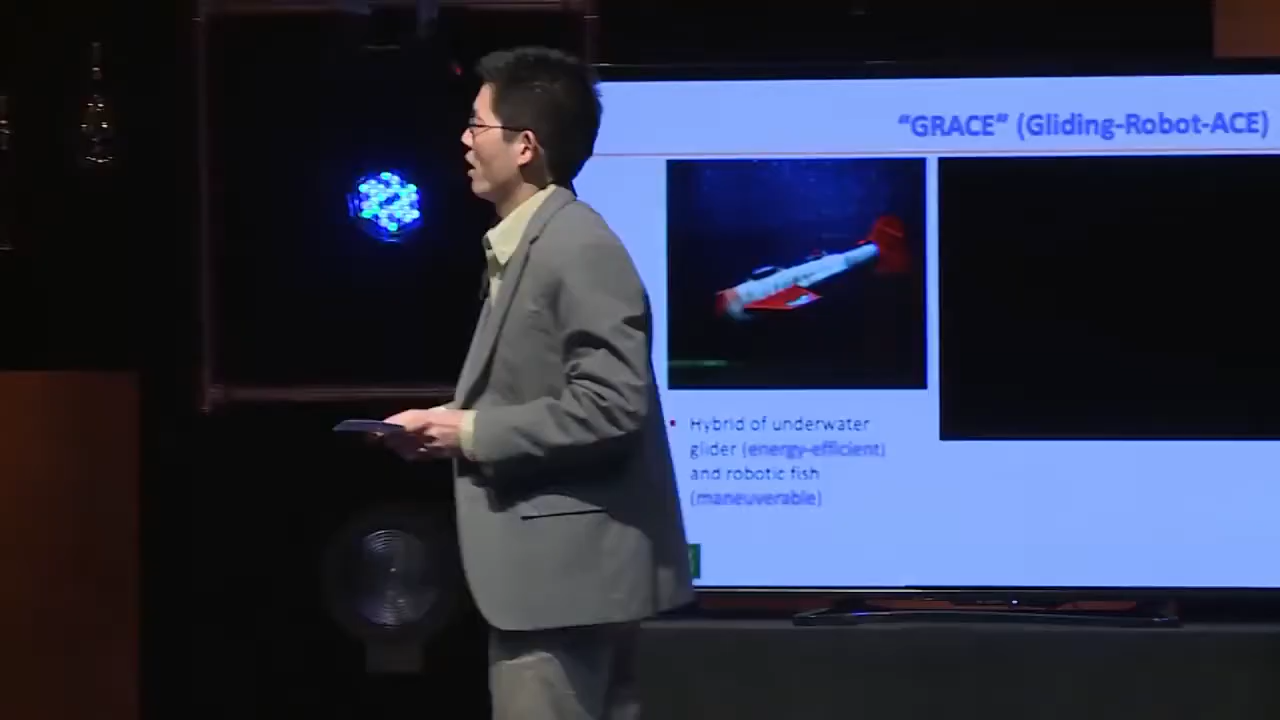 “GRACE” (Gliding-Robot-ACE)
Hybrid of underwater
glider (energy-efficient)
and robotic fish
(maneuverable)